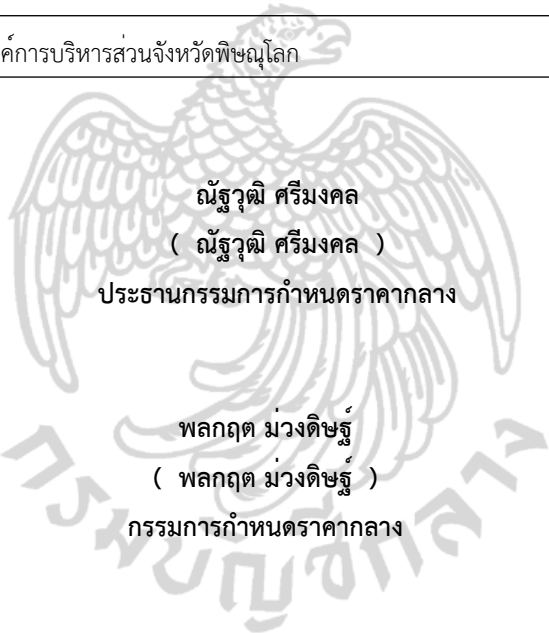 ค์การบริหารส่วนจังหวัดพิษณุโลก
ณัฐวุฒิ ศรีมงคล
( ณัฐวุฒิ ศรีมงคล )
ประธานกรรมการกำหนดราคากลาง
พลกฤต ม่วงดิษฐ์
( พลกฤต ม่วงดิษฐ์ )
กรรมการกำหนดราคากลาง
กรมบัญชีกลาง